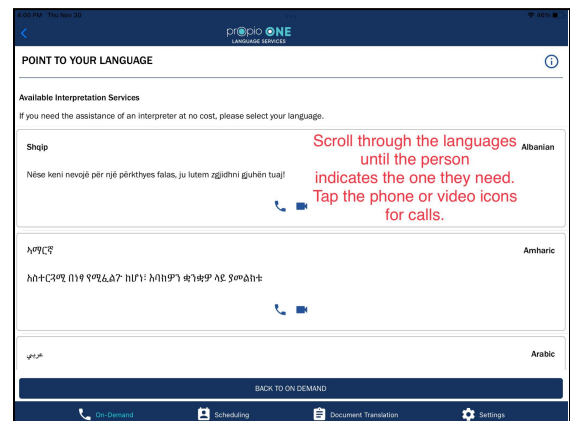 4:00 PM Thu Nov 30
46%
propio ONE
LANGUAGE SERVICES
POINT TO YOUR LANGUAGE
Available Interpretation Services
If you need the assistance of an interpreter at no cost, please select your language.
Shqip
Albanian
Nëse keni nevojë për një përkthyes falas, ju lutem zgjidhni gjuhën tuaj!
Scroll through the languages
until the person
indicates the one they need.
Tap the phone or video icons
for calls.
አማርኛ
Amharic
አስተርጓሚ በነፃ የሚፈልጉ ከሆነ፣ እባክዎን ቋንቋዎ ላይ ያመልክቱ
عربي
Arabic
BACK TO ON DEMAND
On-Demand
Scheduling
Document Translation
Settings